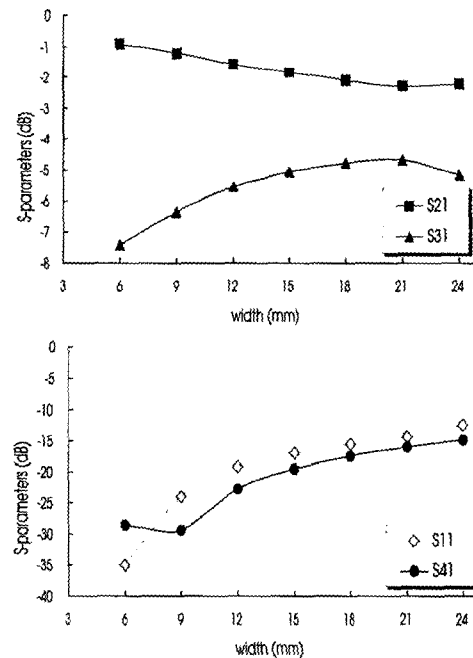 0
-1
-2
-3
-4
-5
-6
-7
-8
S-parameters (dB)
S21
S31
3 6 9 12 15 18 21 24
width (mm)
0
-5
-10
-15
-20
-25
-30
-35
-40
S-parameters (dB)
S11
S41
3 6 9 12 15 18 21 24
width (mm)